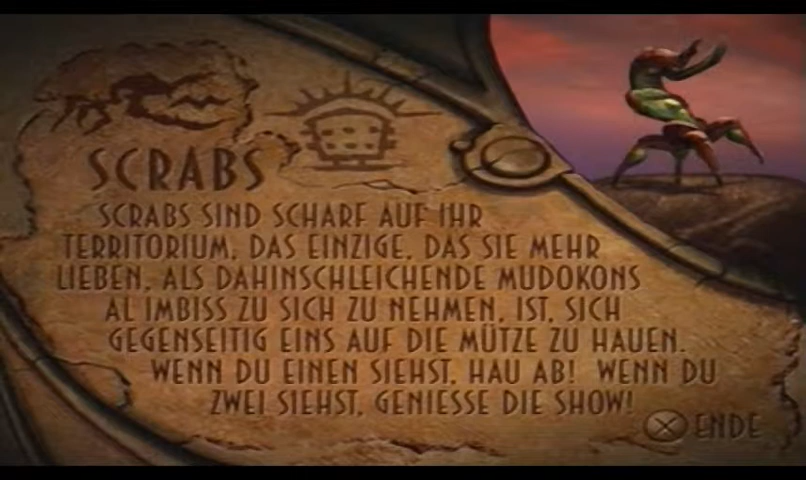 SCRABS
SCRABS SIND SCHARF AUF IHR
TERRITORIUM, DAS EINZIGE, DAS SIE MEHR
LIEBEN, ALS DAHINSCHLEICHENDE MUDOKONS
AL IMBISS ZU SICH ZU NEHMEN, IST, SICH
GEGENSEITIG EINS AUF DIE MÜTZE ZU HAUEN.
WENN DU EINEN SIEHST, HAU AB! WENN DU
ZWEI SIEHST, GENIESSE DIE SHOW!
ENDE